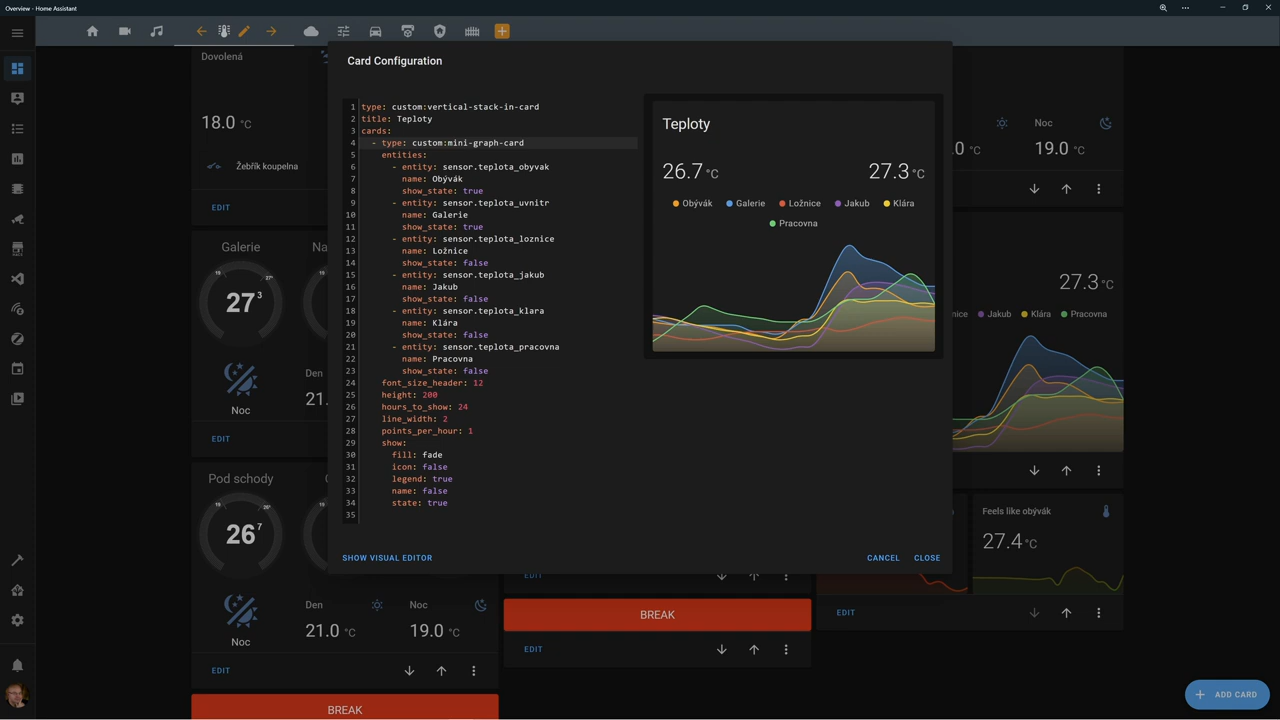 Overview - Home Assistant
Card Configuration
1 type: custom:vertical-stack-in-card
2 title: Teploty
3 cards:
4 - type: custom:mini-graph-card
5 entities:
6 - entity: sensor.teplota_obyvak
7 name: Obývák
8 show_state: true
9 - entity: sensor.teplota_uvnitr
10 name: Galerie
11 show_state: true
12 - entity: sensor.teplota_loznice
13 name: Ložnice
14 show_state: false
15 - entity: sensor.teplota_jakub
16 name: Jakub
17 show_state: false
18 - entity: sensor.teplota_klara
19 name: Klára
20 show_state: false
21 - entity: sensor.teplota_pracovna
22 name: Pracovna
23 show_state: false
24 font_size_header: 12
25 height: 200
26 hours_to_show: 24
27 line_width: 2
28 points_per_hour: 1
29 show:
30 fill: fade
31 icon: false
32 legend: true
33 name: false
34 state: true
35
SHOW VISUAL EDITOR
CANCEL CLOSE
Teploty
26.7 °C 27.3 °C
Obývák Galerie Ložnice Jakub Klára
Pracovna
Dovolená
18.0 °C
Žebřík koupelna
EDIT
Galerie Na
19 27°
27 3
Noc
Den
21.
EDIT
Pod schody
19 26°
26 7
Noc
Den Noc
21.0 °C 19.0 °C
EDIT
BREAK
EDIT
BREAK
EDIT
Noc
.0 °C 19.0 °C
27.3 °C
nice Jakub Klára Pracovna
Feels like obývák
27.4 °C
EDIT
ADD CARD